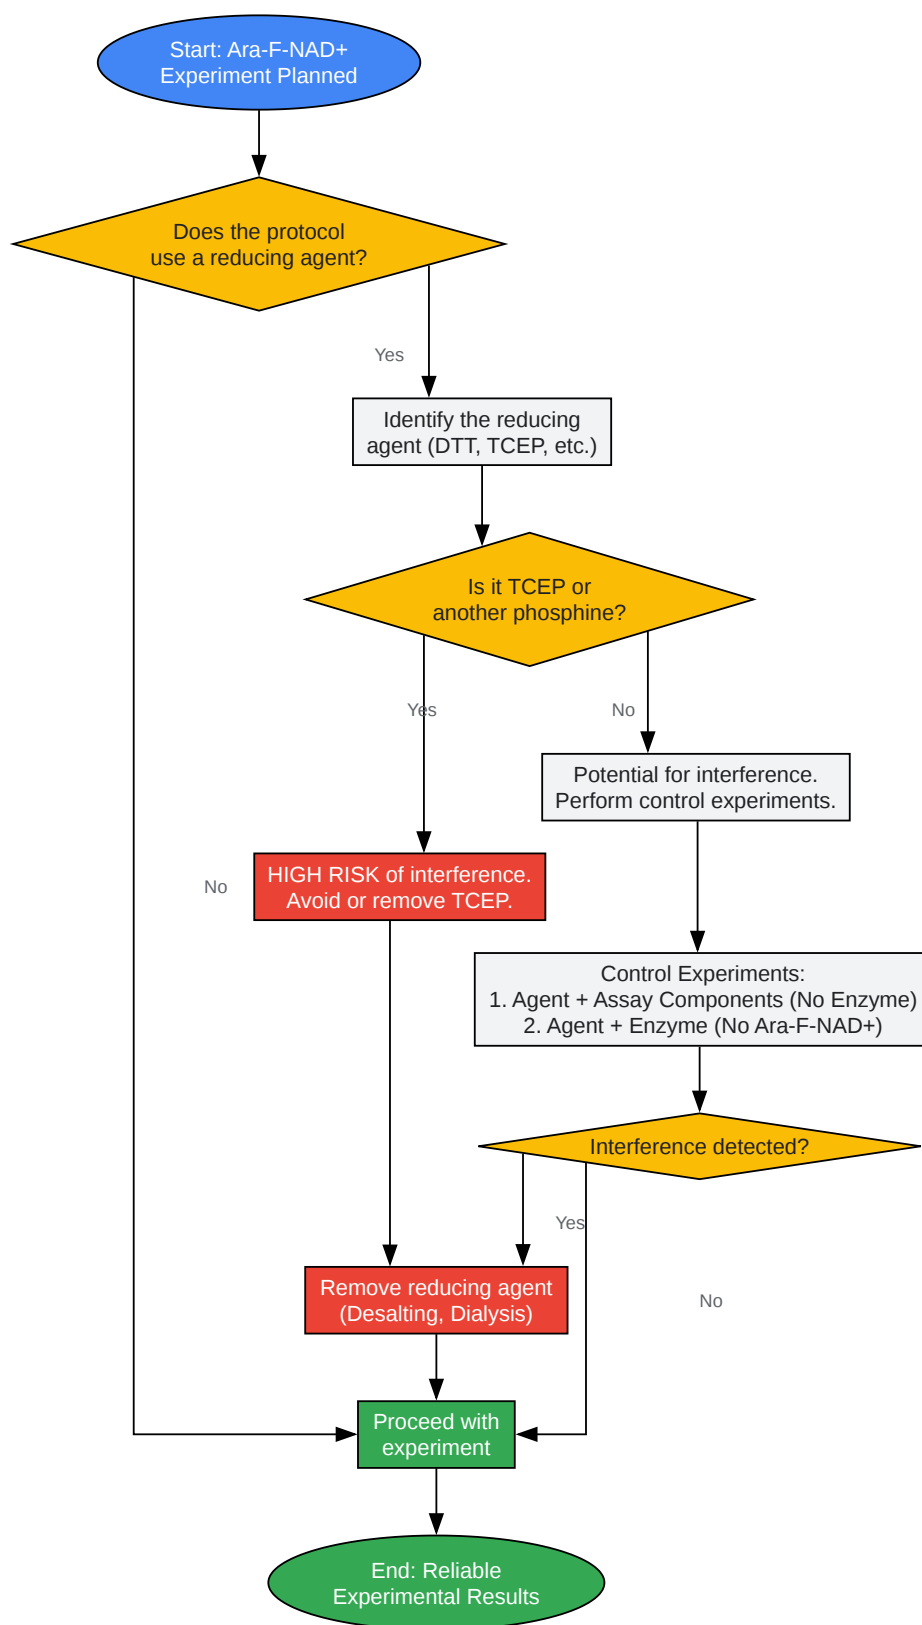 Start: Ara-F-NAD+
Experiment Planned
Does the protocol
use a reducing agent?
Yes
Identify the reducing
agent (DTT, TCEP, etc.)
Is it TCEP or
another phosphine?
Yes
No
Potential for interference.
Perform control experiments.
HIGH RISK of interference.
Avoid or remove TCEP.
No
Control Experiments:
1. Agent + Assay Components (No Enzyme)
2. Agent + Enzyme (No Ara-F-NAD+)
Interference detected?
Yes
Remove reducing agent
(Desalting, Dialysis)
No
Proceed with
experiment
End: Reliable
Experimental Results